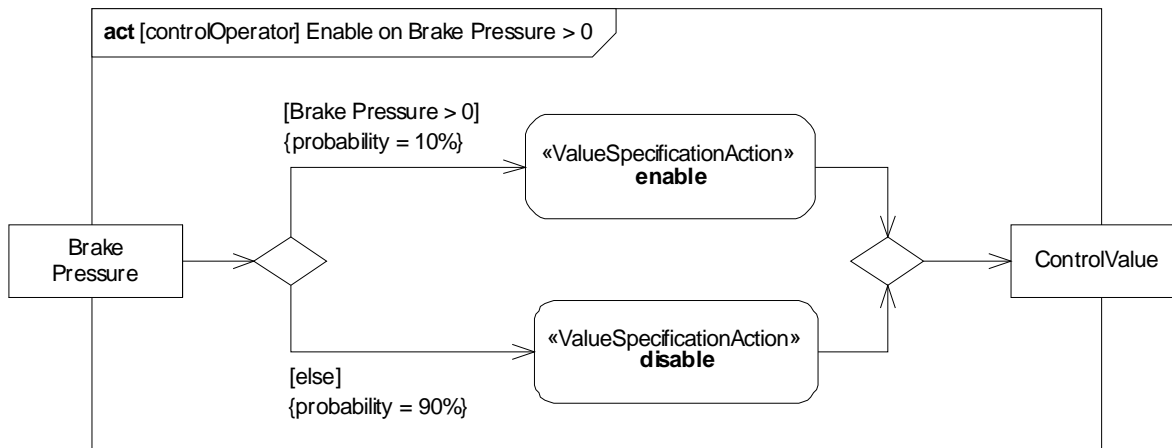 act [controlOperator] Enable on Brake Pressure > 0
[Brake Pressure > 0]
{probability = 10%}
«ValueSpecificationAction»
enable
Brake
Pressure
ControlValue
«ValueSpecificationAction»
disable
[else]
{probability = 90%}